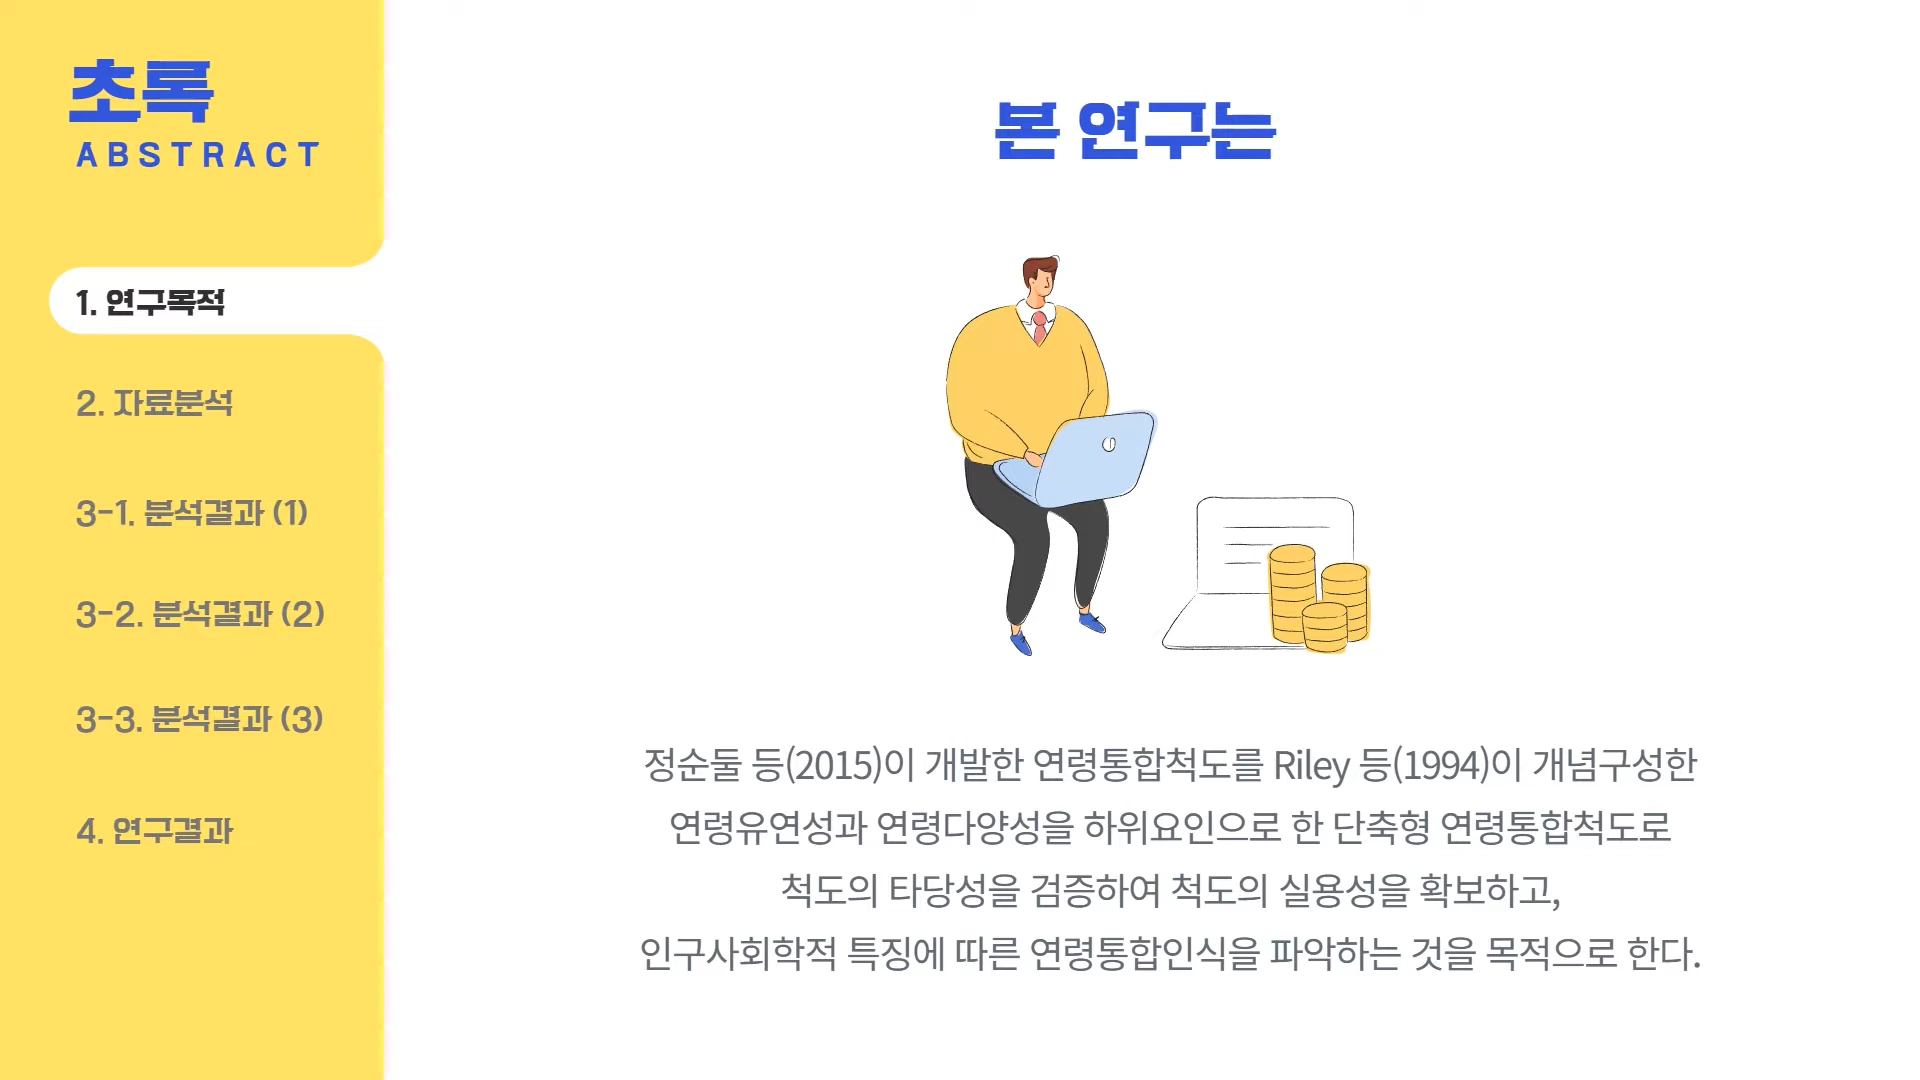 초록
ABSTRACT
1. 연구목적
2. 자료분석
3-1. 분석결과 (1)
3-2. 분석결과 (2)
3-3. 분석결과 (3)
4. 연구결과
본 연구는
정순둘 등(2015)이 개발한 연령통합척도를 Riley 등(1994)이 개념구성한
연령유연성과 연령다양성을 하위요인으로 한 단축형 연령통합척도로
척도의 타당성을 검증하여 척도의 실용성을 확보하고,
인구사회학적 특징에 따른 연령통합인식을 파악하는 것을 목적으로 한다.